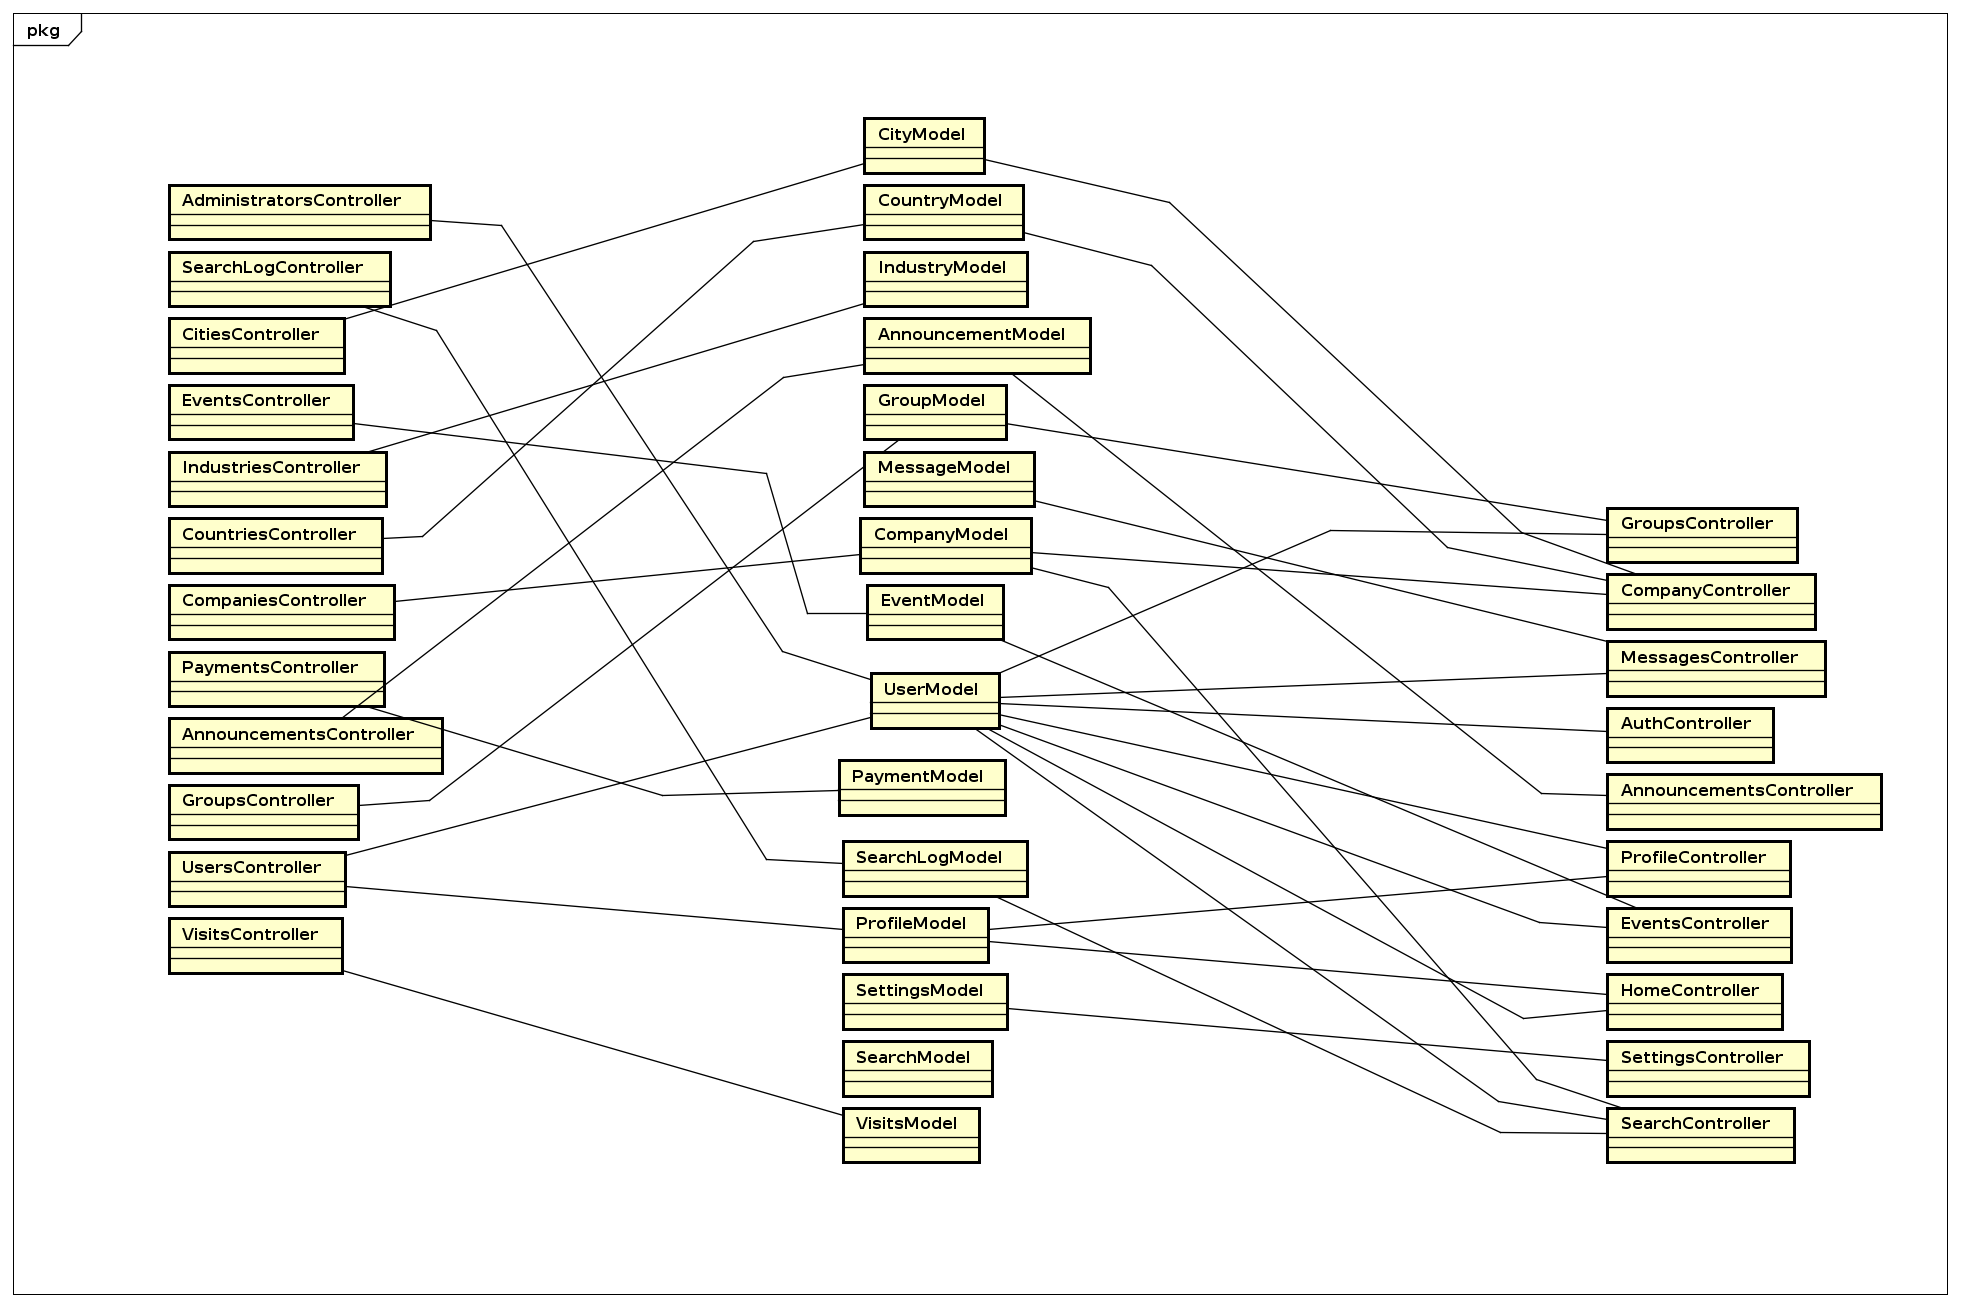 pkg
AdministratorsController
SearchLogController
CitiesController
EventsController
IndustriesController
CountriesController
CompaniesController
PaymentsController
AnnouncementsController
GroupsController
UsersController
VisitsController
CityModel
CountryModel
IndustryModel
AnnouncementModel
GroupModel
MessageModel
CompanyModel
EventModel
UserModel
PaymentModel
SearchLogModel
ProfileModel
SettingsModel
SearchModel
VisitsModel
GroupsController
CompanyController
MessagesController
AuthController
AnnouncementsController
ProfileController
EventsController
HomeController
SettingsController
SearchController